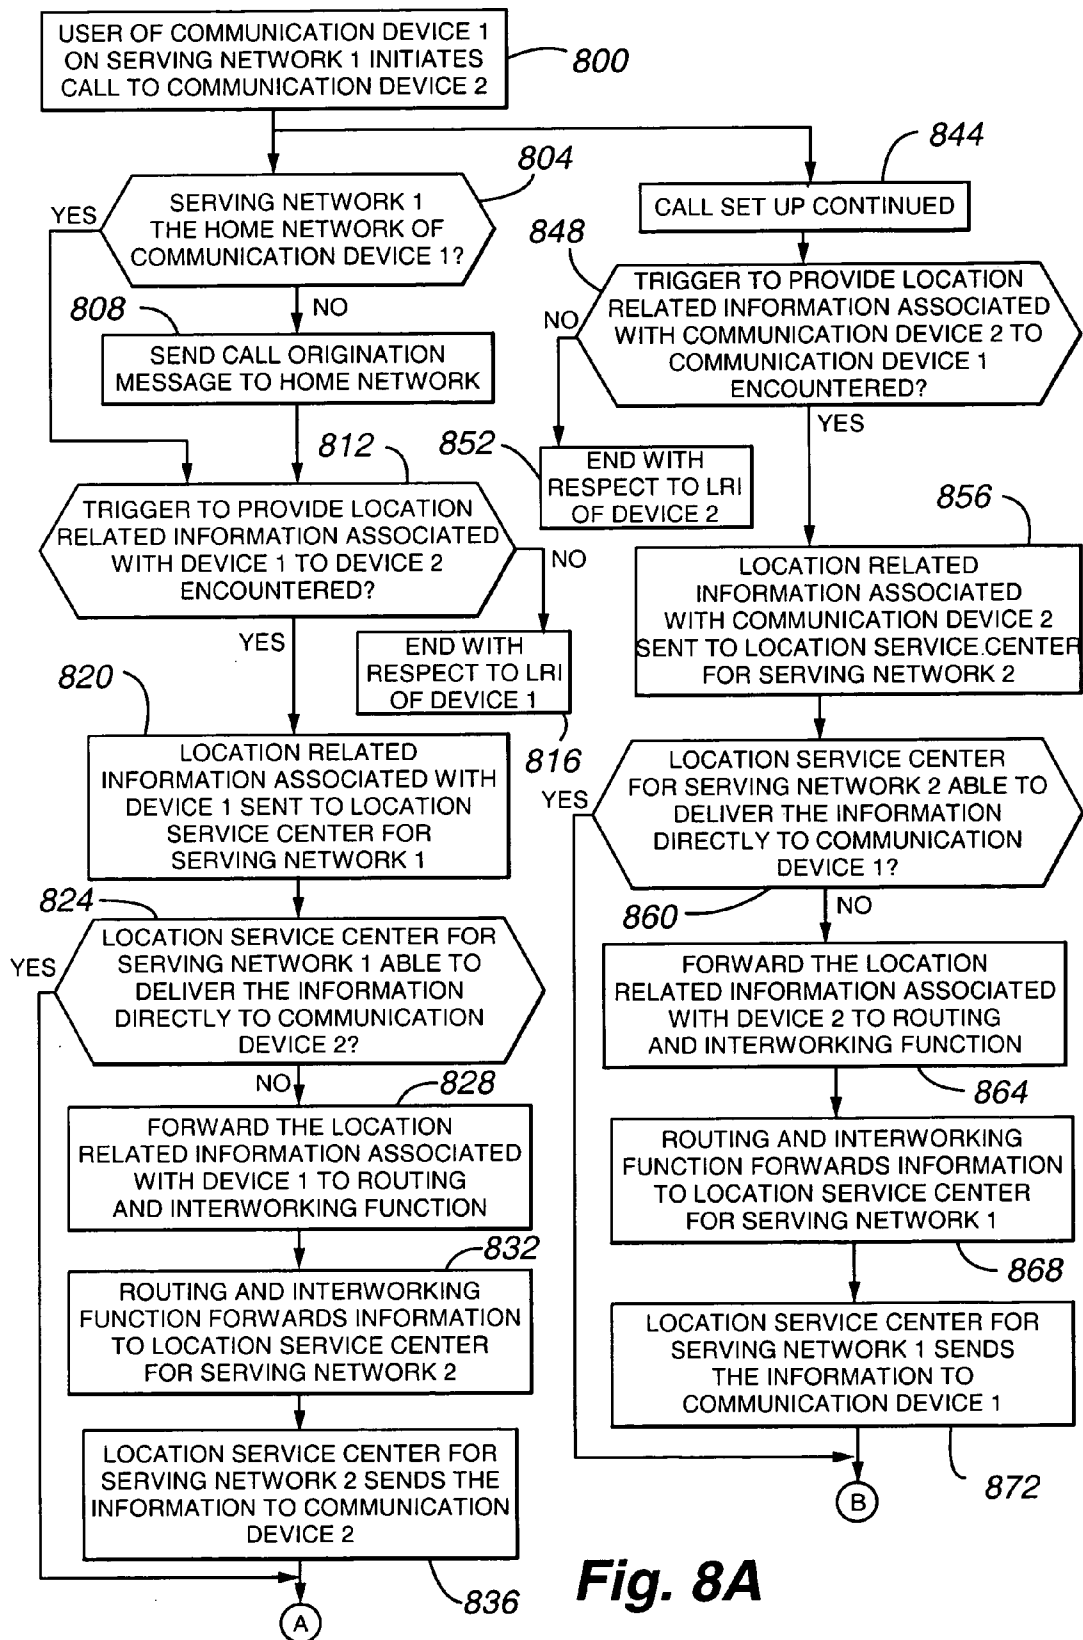 USER OF COMMUNICATION DEVICE 1
ON SERVING NETWORK 1 INITIATES
CALL TO COMMUNICATION DEVICE 2
800
804
SERVING NETWORK 1
THE HOME NETWORK OF
COMMUNICATION DEVICE 1?
YES
NO
808
SEND CALL ORIGINATION
MESSAGE TO HOME NETWORK
812
TRIGGER TO PROVIDE LOCATION
RELATED INFORMATION ASSOCIATED
WITH DEVICE 1 TO DEVICE 2
ENCOUNTERED?
NO
YES
END WITH
RESPECT TO LRI
OF DEVICE 1
816
820
LOCATION RELATED
INFORMATION ASSOCIATED WITH
DEVICE 1 SENT TO LOCATION
SERVICE CENTER FOR
SERVING NETWORK 1
824
LOCATION SERVICE CENTER FOR
SERVING NETWORK 1 ABLE TO
DELIVER THE INFORMATION
DIRECTLY TO COMMUNICATION
DEVICE 2?
YES
NO
828
FORWARD THE LOCATION
RELATED INFORMATION ASSOCIATED
WITH DEVICE 1 TO ROUTING
AND INTERWORKING FUNCTION
832
ROUTING AND INTERWORKING
FUNCTION FORWARDS INFORMATION
TO LOCATION SERVICE CENTER
FOR SERVING NETWORK 2
LOCATION SERVICE CENTER FOR
SERVING NETWORK 2 SENDS THE
INFORMATION TO COMMUNICATION
DEVICE 2
836
A
844
CALL SET UP CONTINUED
848
TRIGGER TO PROVIDE LOCATION
RELATED INFORMATION ASSOCIATED
WITH COMMUNICATION DEVICE 2 TO
COMMUNICATION DEVICE 1
ENCOUNTERED?
NO
YES
852
END WITH
RESPECT TO LRI
OF DEVICE 2
856
LOCATION RELATED
INFORMATION ASSOCIATED
WITH COMMUNICATION DEVICE 2
SENT TO LOCATION SERVICE.CENTER
FOR SERVING NETWORK 2
LOCATION SERVICE CENTER
FOR SERVING NETWORK 2 ABLE TO
DELIVER THE INFORMATION
DIRECTLY TO COMMUNICATION
DEVICE 1?
YES
860
NO
FORWARD THE LOCATION
RELATED INFORMATION ASSOCIATED
WITH DEVICE 2 TO ROUTING
AND INTERWORKING FUNCTION
864
ROUTING AND INTERWORKING
FUNCTION FORWARDS INFORMATION
TO LOCATION SERVICE CENTER
FOR SERVING NETWORK 1
868
LOCATION SERVICE CENTER FOR
SERVING NETWORK 1 SENDS
THE INFORMATION TO
COMMUNICATION DEVICE 1
872
B
Fig. 8A